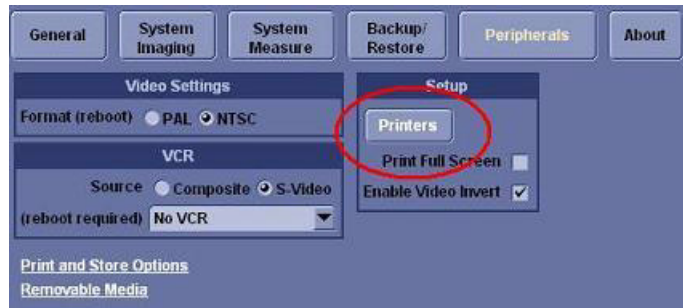 General
System Imaging
System Measure
Backup/ Restore
Peripherals
About
Video Settings
Format (reboot) PAL NTSC
VCR
Source Composite S-Video
(reboot required) No VCR
Setup
Printers
Print Full Screen
Enable Video Invert
Print and Store Options
Removable Media